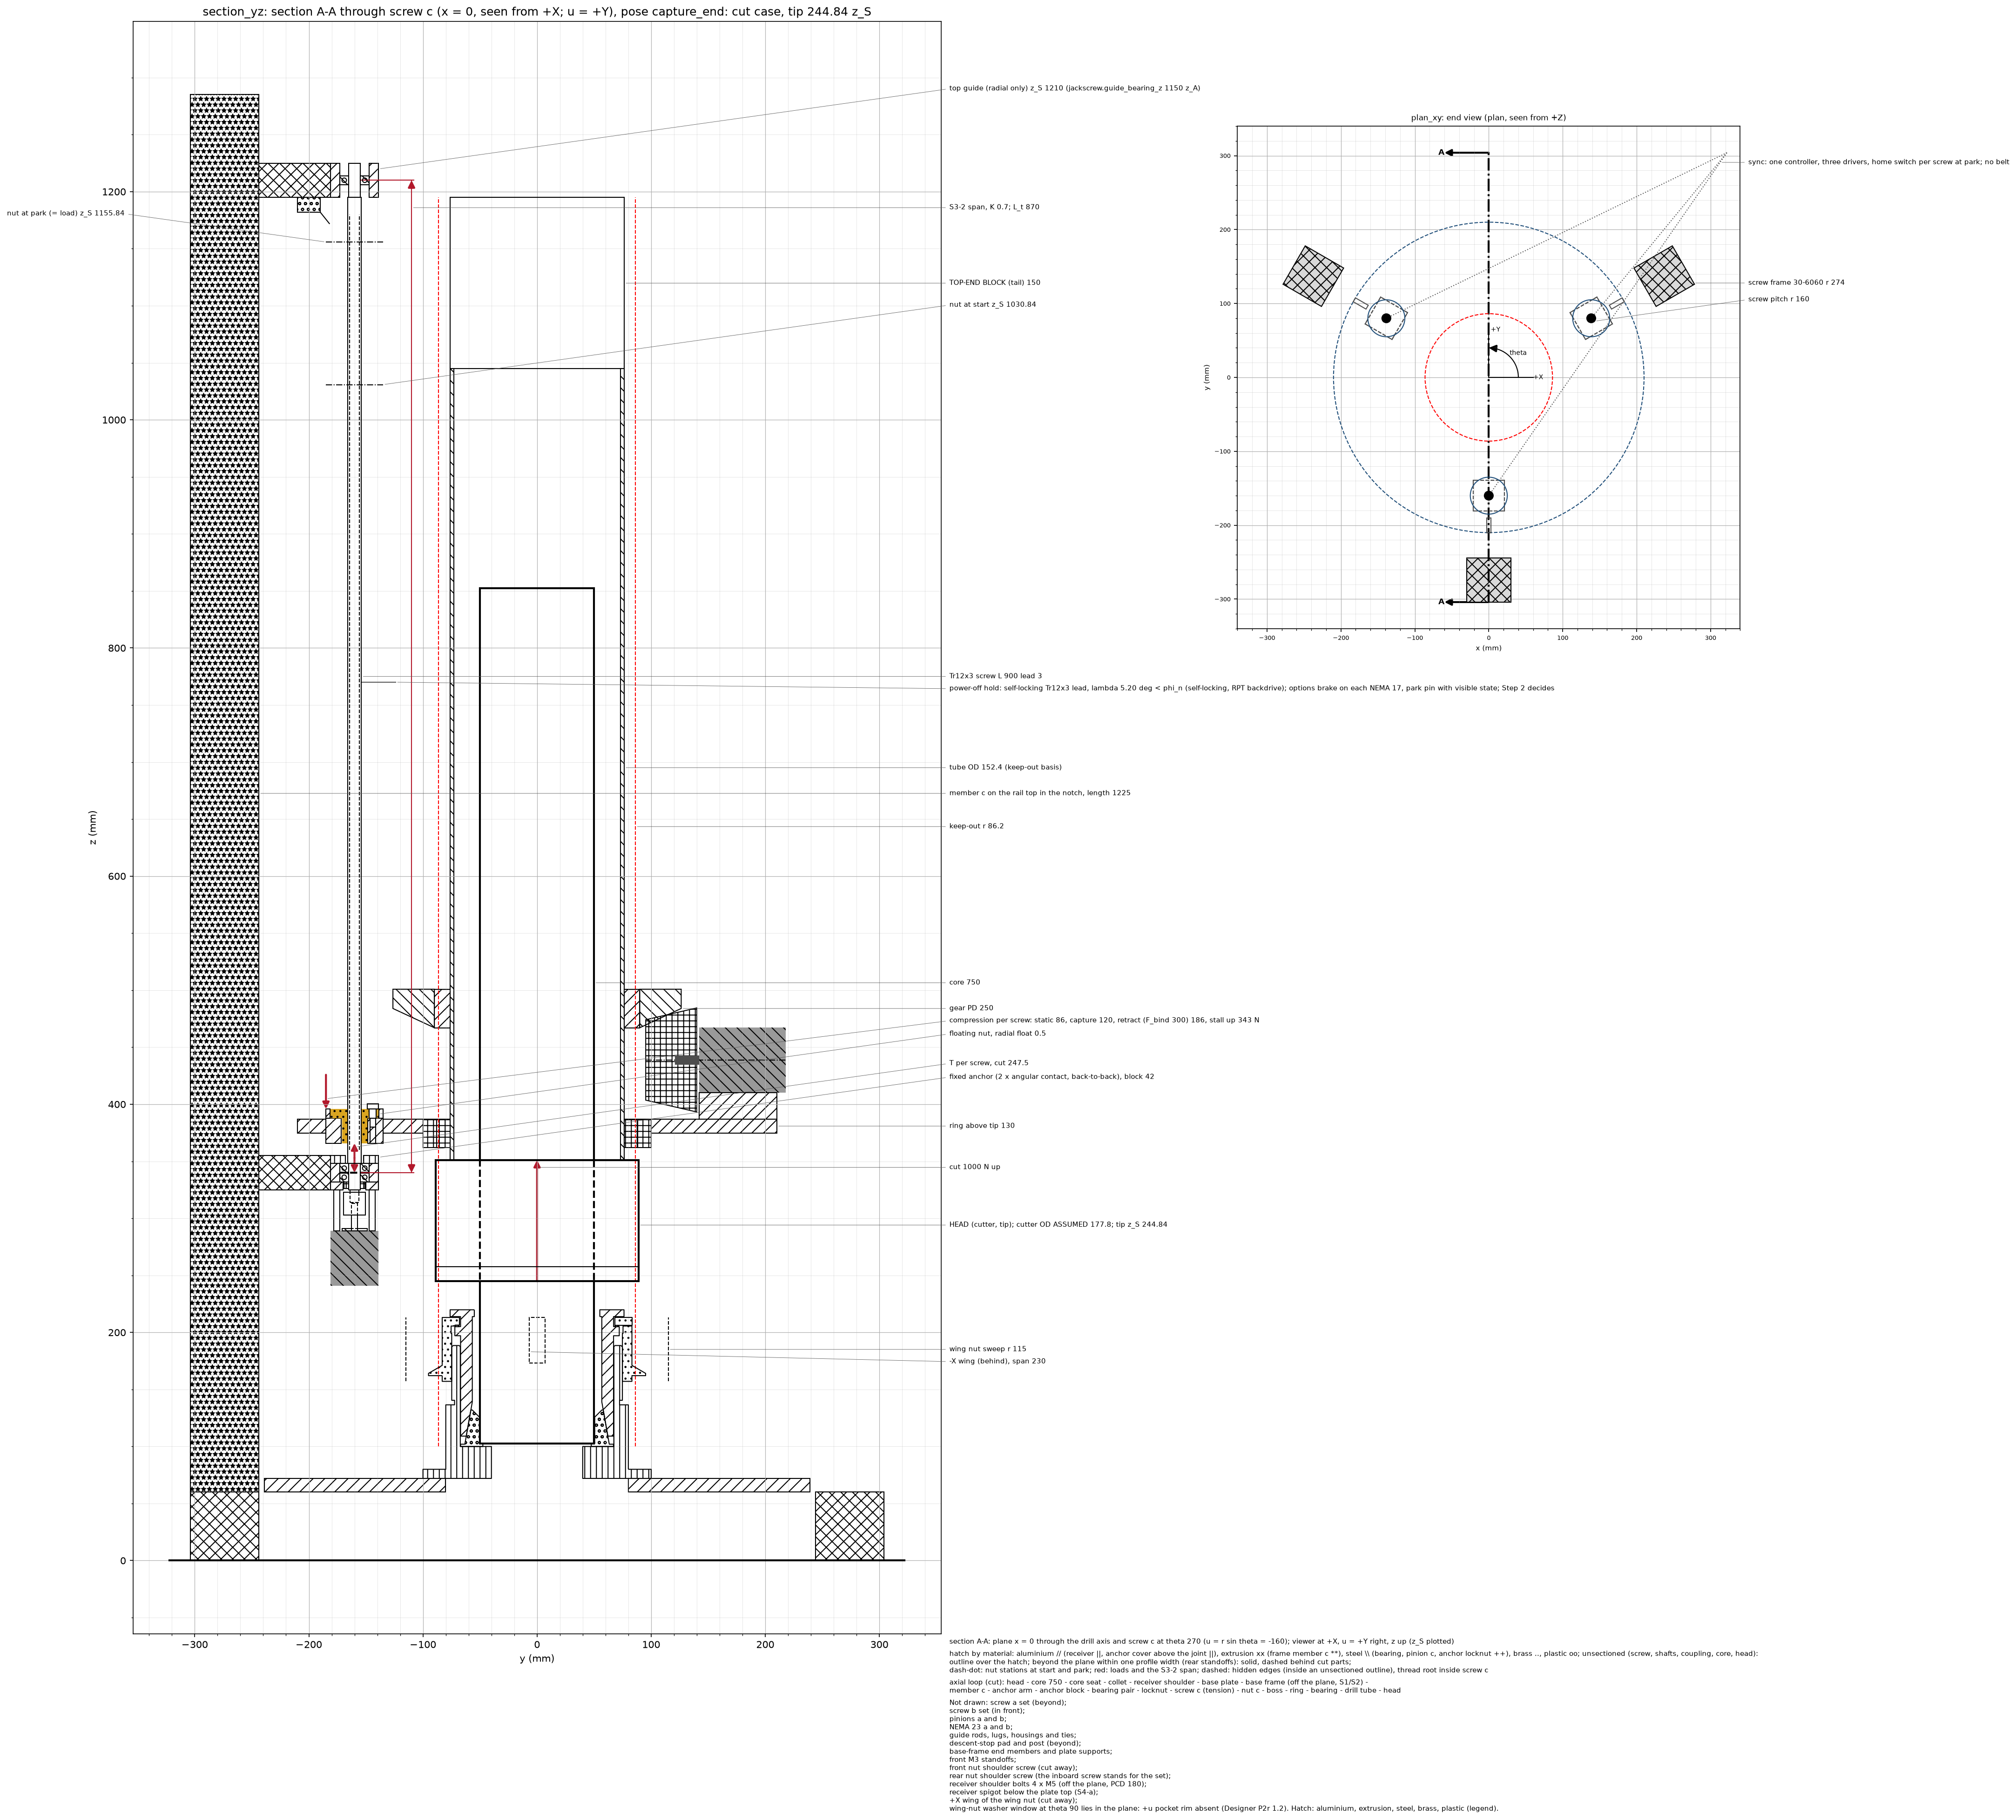 section_yz: section A-A through screw c (x = 0, seen from +X; u = +Y), pose capture_end: cut case, tip 244.84 z_S
top guide (radial only) z_S 1210 (jackscrew.guide_bearing_z 1150 z_A)
nut at park (= load) z_S 1155.84
S3-2 span, K 0.7; L_t 870
TOP-END BLOCK (tail) 150
nut at start z_S 1030.84
Tr12x3 screw L 900 lead 3
power-off hold: self-locking Tr12x3 lead, lambda 5.20 deg < phi_n (self-locking, RPT backdrive); options brake on each NEMA 17, park pin with visible state; Step 2 decides
tube OD 152.4 (keep-out basis)
member c on the rail top in the notch, length 1225
keep-out r 86.2
core 750
gear PD 250
compression per screw: static 86, capture 120, retract (F_bind 300) 186, stall up 343 N
floating nut, radial float 0.5
T per screw, cut 247.5
fixed anchor (2 x angular contact, back-to-back), block 42
ring above tip 130
cut 1000 N up
HEAD (cutter, tip); cutter OD ASSUMED 177.8; tip z_S 244.84
wing nut sweep r 115
-X wing (behind), span 230
1200
1000
800
600
400
200
0
z (mm)
−300 −200 −100 0 100 200 300
y (mm)
plan_xy: end view (plan, seen from +Z)
sync: one controller, three drivers, home switch per screw at park; no belt
screw frame 30-6060 r 274
screw pitch r 160
A
+Y
theta
+X
A
300
200
100
0
−100
−200
−300
y (mm)
−300 −200 −100 0 100 200 300
x (mm)
section A-A: plane x = 0 through the drill axis and screw c at theta 270 (u = r sin theta = -160); viewer at +X, u = +Y right, z up (z_S plotted)
hatch by material: aluminium // (receiver ||, anchor cover above the joint ||), extrusion xx (frame member c **), steel \\ (bearing, pinion c, anchor locknut ++), brass .., plastic oo; unsectioned (screw, shafts, coupling, core, head):
outline over the hatch; beyond the plane within one profile width (rear standoffs): solid, dashed behind cut parts;
dash-dot: nut stations at start and park; red: loads and the S3-2 span; dashed: hidden edges (inside an unsectioned outline), thread root inside screw c
axial loop (cut): head - core 750 - core seat - collet - receiver shoulder - base plate - base frame (off the plane, S1/S2) -
member c - anchor arm - anchor block - bearing pair - locknut - screw c (tension) - nut c - boss - ring - bearing - drill tube - head
Not drawn: screw a set (beyond);
screw b set (in front);
pinions a and b;
NEMA 23 a and b;
guide rods, lugs, housings and ties;
descent-stop pad and post (beyond);
base-frame end members and plate supports;
front M3 standoffs;
front nut shoulder screw (cut away);
rear nut shoulder screw (the inboard screw stands for the set);
receiver shoulder bolts 4 x M5 (off the plane, PCD 180);
receiver spigot below the plate top (S4-a);
+X wing of the wing nut (cut away);
wing-nut washer window at theta 90 lies in the plane: +u pocket rim absent (Designer P2r 1.2). Hatch: aluminium, extrusion, steel, brass, plastic (legend).